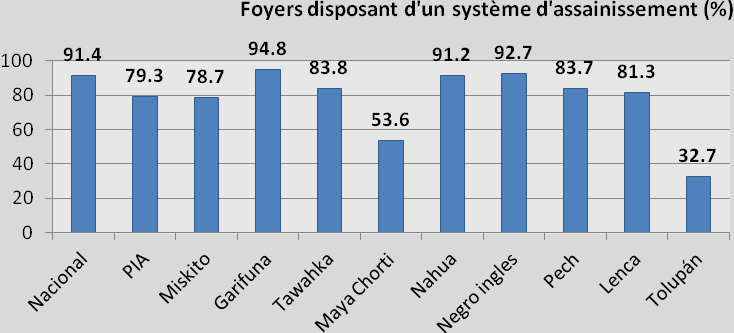 Foyers disposant d'un système d'assainissement (%)
91.4 79.3 78.7 94.8 83.8 53.6 91.2 92.7 83.7 81.3 32.7
100
80
60
40
20
0
Nacional PIA Miskito Garifuna Tawahka Maya Chorti Nahua Negro ingles Pech Lenca Tolupán